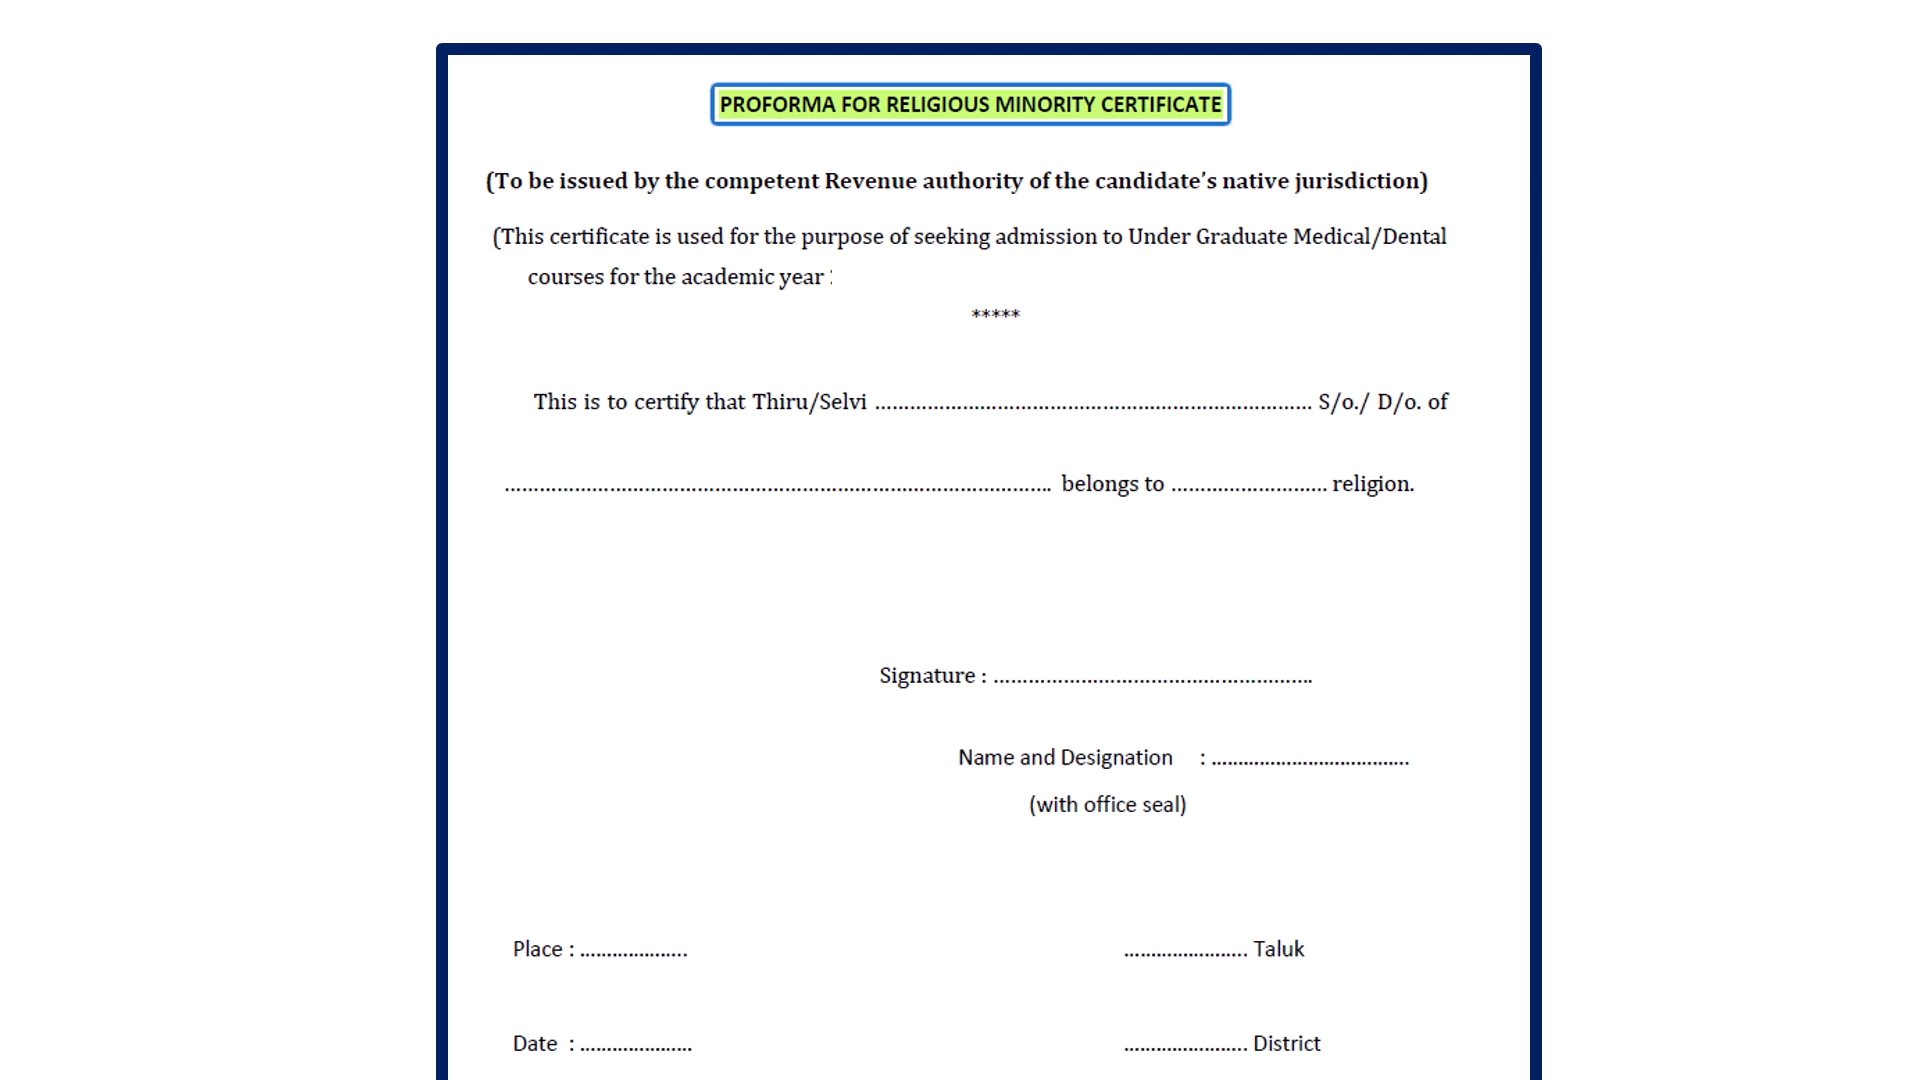 PROFORMA FOR RELIGIOUS MINORITY CERTIFICATE
(To be issued by the competent Revenue authority of the candidate’s native jurisdiction)
(This certificate is used for the purpose of seeking admission to Under Graduate Medical/Dental
courses for the academic year
*****
This is to certify that Thiru/Selvi ………………………………………………………………… S/o./ D/o. of
…………………………………………………………………………………. belongs to ……………………… religion.
Signature : ……………………………………………….
Name and Designation : ……………………………….
(with office seal)
Place : ………………..
………………….. Taluk
Date : …………………
………………….. District